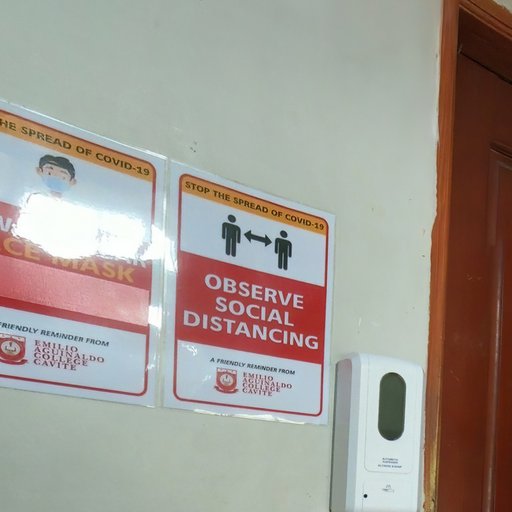 HE SPREAD OF COVID-19
CE MASK
FRIENDLY REMINDER FROM
EMILIO
AGUINALDO
COLLEGE
CAVITE
STOP THE SPREAD OF COVID-19
OBSERVE
SOCIAL
DISTANCING
A FRIENDLY REMINDER FROM
EMILIO
AGUINALDO
COLLEGE
CAVITE